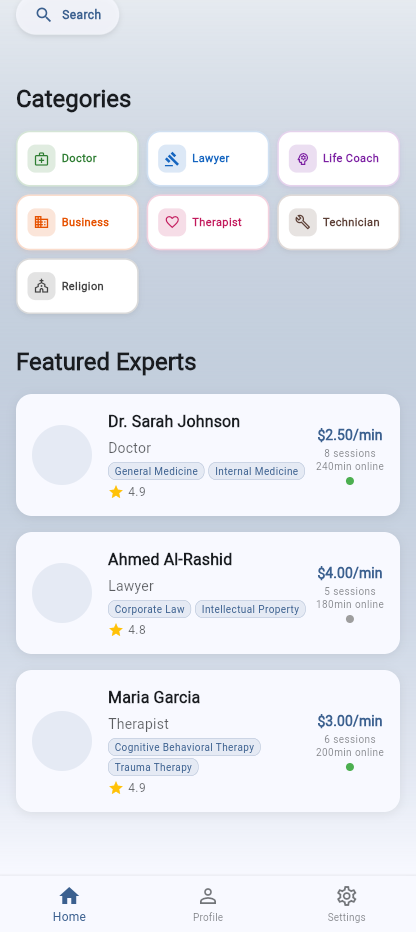 Search
Categories
Doctor
Lawyer
Life Coach
Business
Therapist
Technician
Religion
Featured Experts
Dr. Sarah Johnson
Doctor
General Medicine
Internal Medicine
4.9
$2.50/min
8 sessions
240min online
Ahmed Al-Rashid
Lawyer
Corporate Law
Intellectual Property
4.8
$4.00/min
5 sessions
180min online
Maria Garcia
Therapist
Cognitive Behavioral Therapy
Trauma Therapy
4.9
$3.00/min
6 sessions
200min online
Home
Profile
Settings